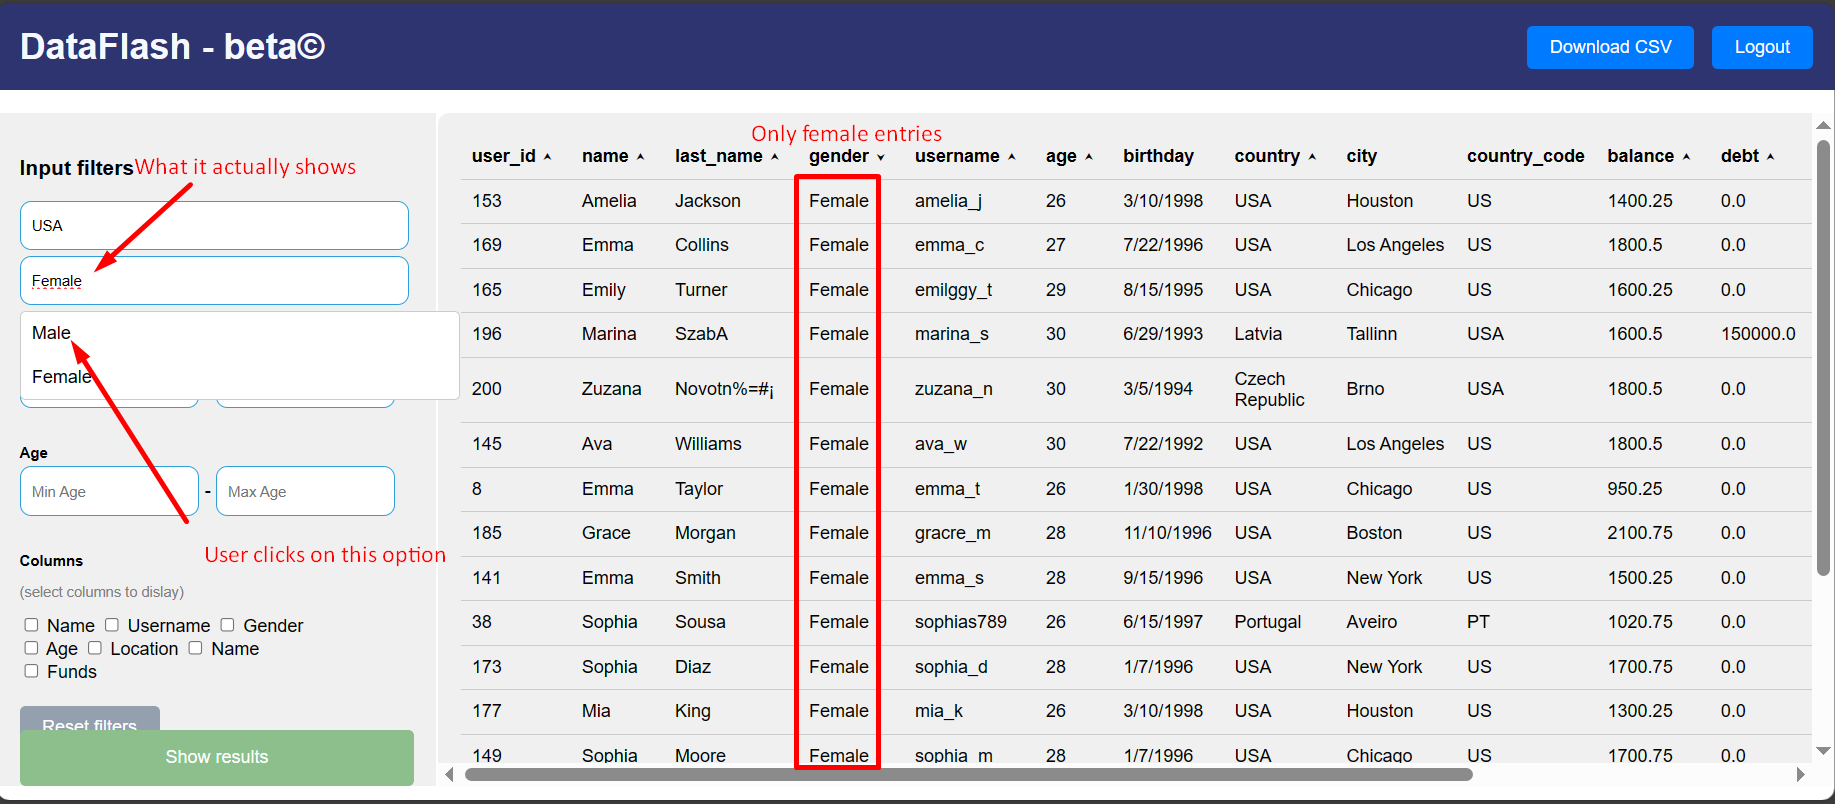 DataFlash - beta©
Download CSV
Logout
Input filters
What it actually shows
USA
Female
Male
Female
Age
Min Age - Max Age
User clicks on this option
Columns
(select columns to dislay)
Name Username Gender
Age Location Name
Funds
Reset filters
Show results
Only female entries
user_id name last_name gender username age birthday country city country_code balance debt
153 Amelia Jackson Female amelia_j 26 3/10/1998 USA Houston US 1400.25 0.0
169 Emma Collins Female emma_c 27 7/22/1996 USA Los Angeles US 1800.5 0.0
165 Emily Turner Female emilggy_t 29 8/15/1995 USA Chicago US 1600.25 0.0
196 Marina SzabA Female marina_s 30 6/29/1993 Latvia Tallinn USA 1600.5 150000.0
200 Zuzana Novotn%=#¡ Female zuzana_n 30 3/5/1994 Czech Republic Brno USA 1800.5 0.0
145 Ava Williams Female ava_w 30 7/22/1992 USA Los Angeles US 1800.5 0.0
8 Emma Taylor Female emma_t 26 1/30/1998 USA Chicago US 950.25 0.0
185 Grace Morgan Female gracre_m 28 11/10/1996 USA Boston US 2100.75 0.0
141 Emma Smith Female emma_s 28 9/15/1996 USA New York US 1500.25 0.0
38 Sophia Sousa Female sophias789 26 6/15/1997 Portugal Aveiro PT 1020.75 0.0
173 Sophia Diaz Female sophia_d 28 1/7/1996 USA New York US 1700.75 0.0
177 Mia King Female mia_k 26 3/10/1998 USA Houston US 1300.25 0.0
149 Sophia Moore Female sophia_m 28 1/7/1996 USA Chicago US 1700.75 0.0